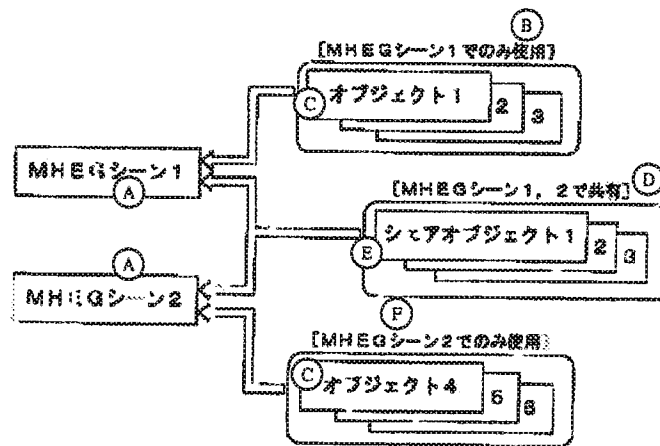 Ⓑ
[MHEGシーン1でのみ使用]
Ⓒ オブジェクト1
2
3
MHEGシーン1
Ⓐ
[MHEGシーン1, 2で共有] Ⓓ
Ⓔ シェアオブジェクト1
2
3
Ⓐ
MHEGシーン2
Ⓕ
[MHEGシーン2でのみ使用]
Ⓒ オブジェクト4
5
6